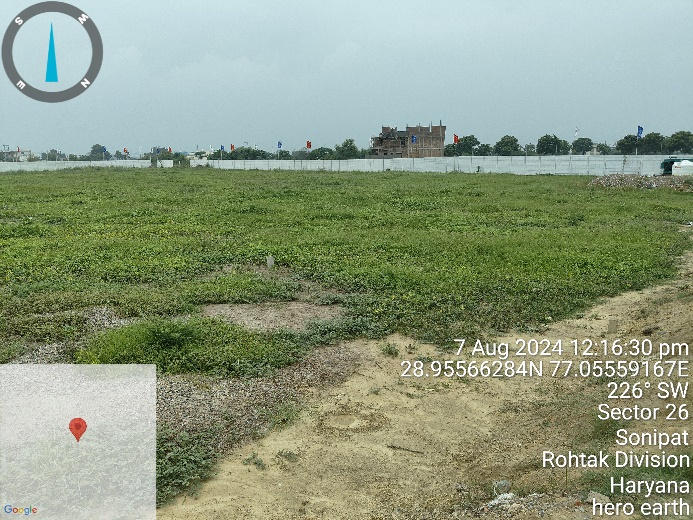 S
W
E
N
7 Aug 2024 12:16:30 pm
28.95566284N 77.05559167E
226° SW
Sector 26
Sonipat
Rohtak Division
Haryana
hero earth
Google